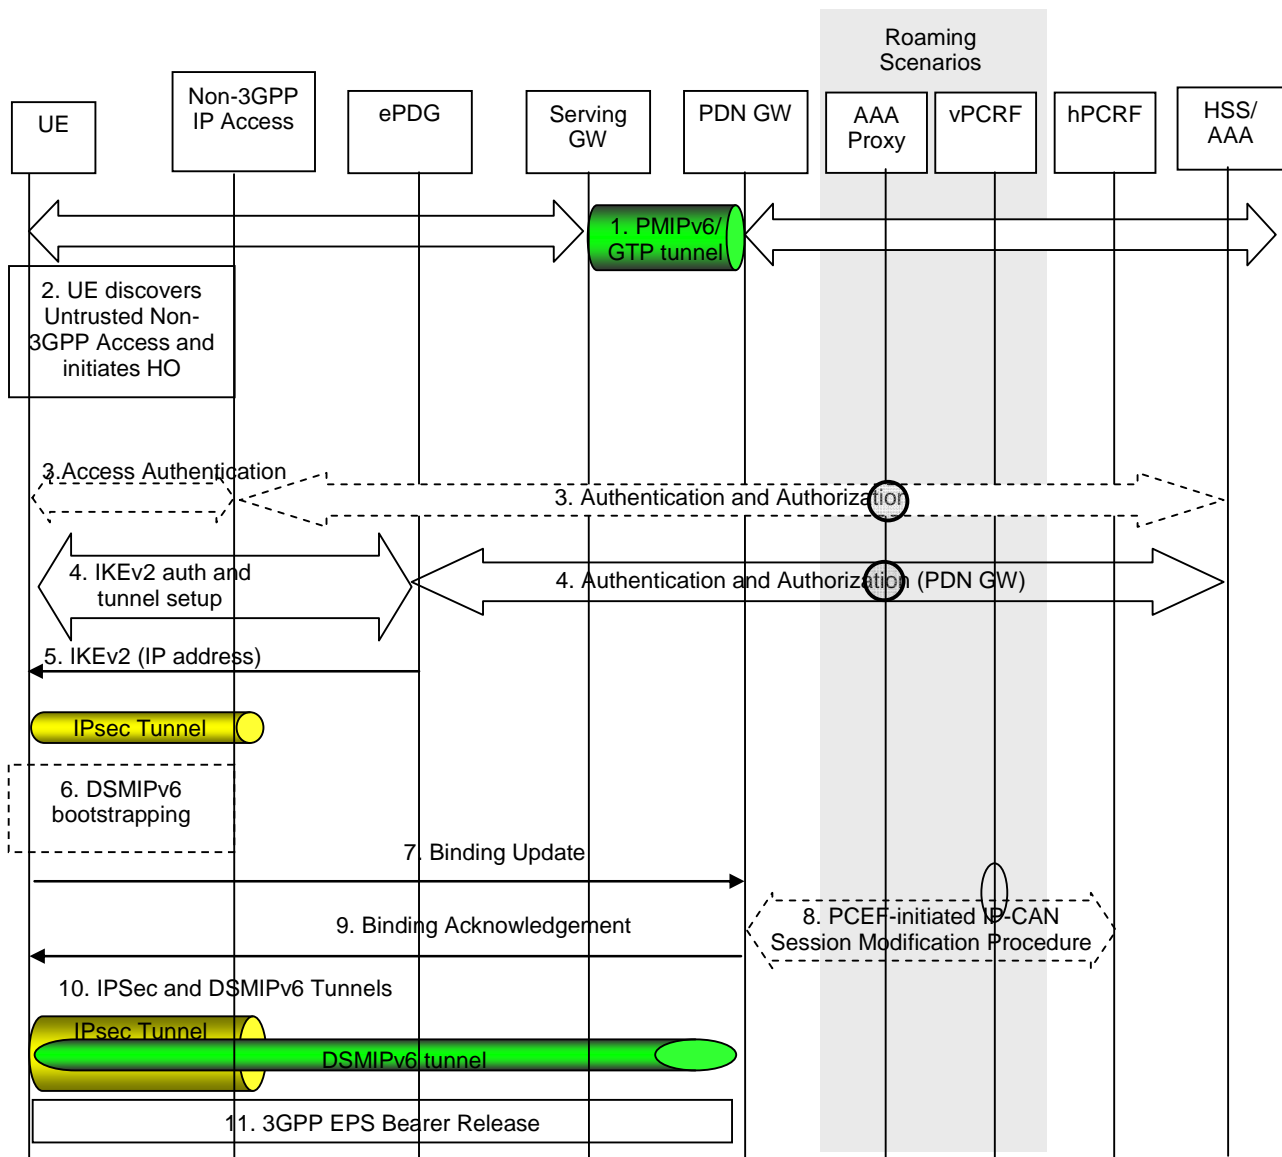 Roaming
Scenarios
UE
Non-3GPP
IP Access
ePDG
Serving
GW
PDN GW
AAA
Proxy
vPCRF
hPCRF
HSS/
AAA
1. PMIPv6/
GTP tunnel
2. UE discovers
Untrusted Non-
3GPP Access and
initiates HO
3.Access Authentication
3. Authentication and Authorization
4. IKEv2 auth and
tunnel setup
4. Authentication and Authorization (PDN GW)
5. IKEv2 (IP address)
IPsec Tunnel
6. DSMIPv6
bootstrapping
7. Binding Update
8. PCEF-initiated IP-CAN
Session Modification Procedure
9. Binding Acknowledgement
10. IPSec and DSMIPv6 Tunnels
IPsec Tunnel
DSMIPv6 tunnel
11. 3GPP EPS Bearer Release